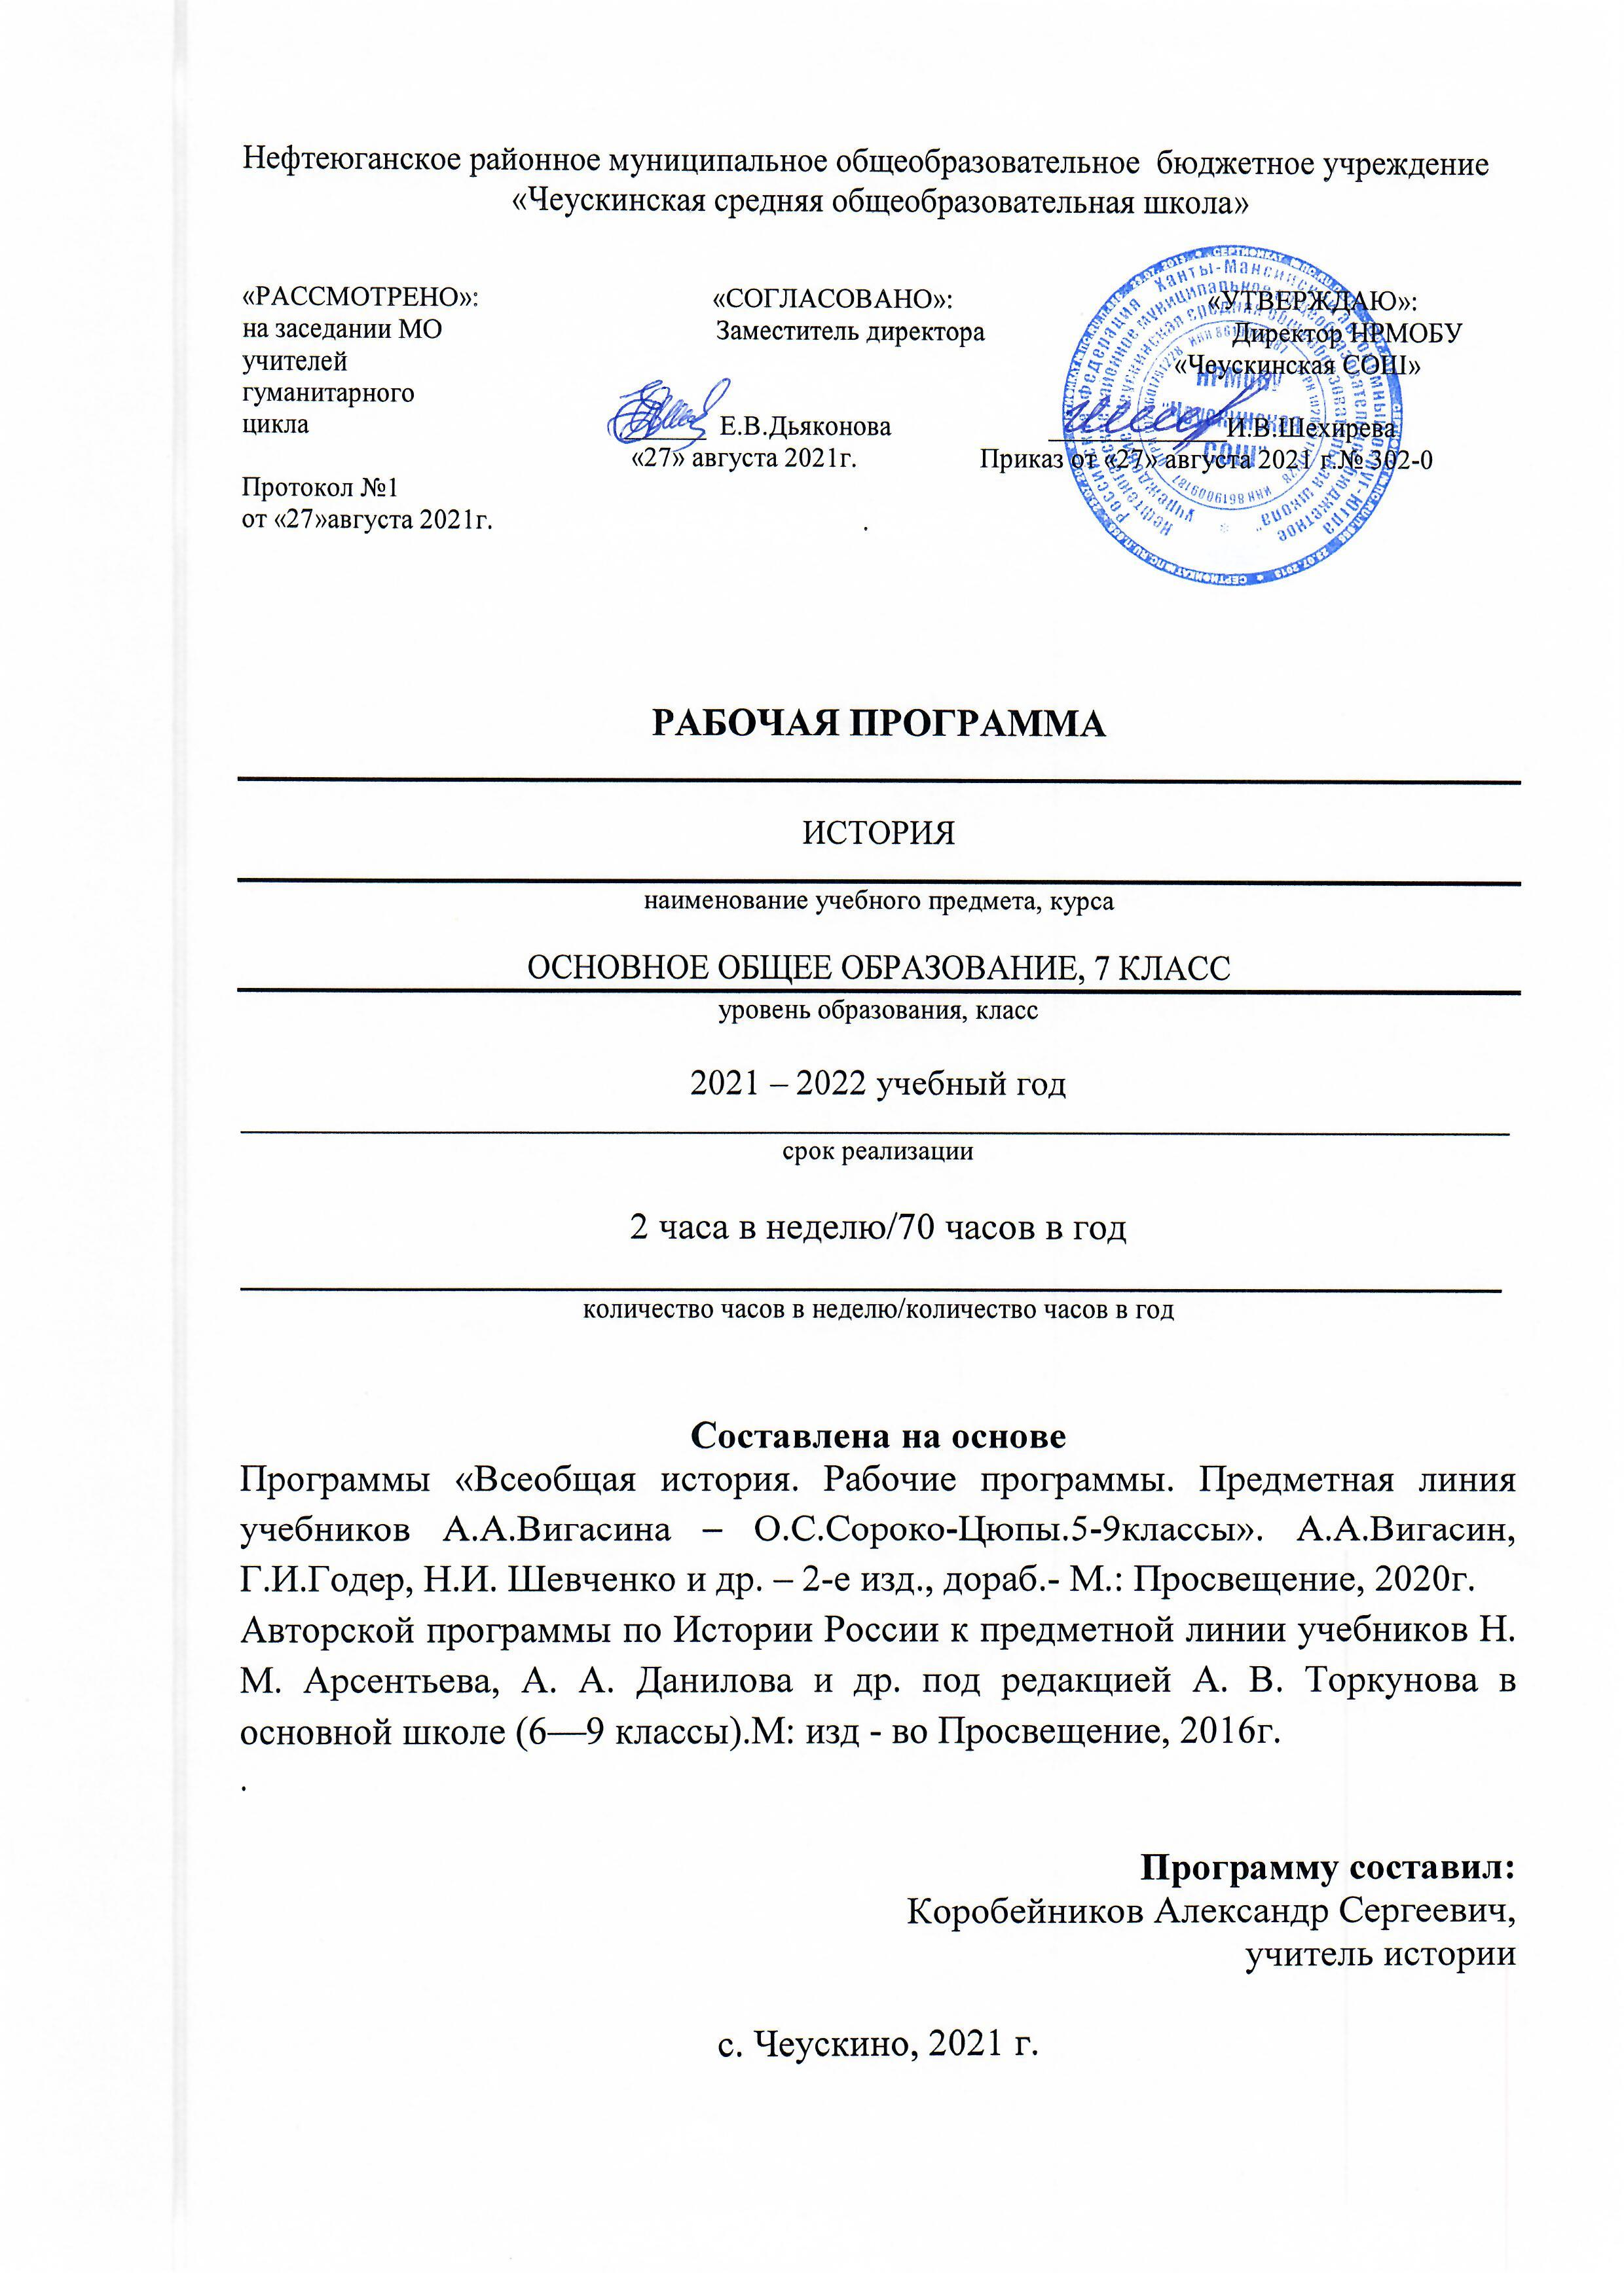 Нефтеюганское районное муниципальное общеобразовательное бюджетное учреждение
«Чеускинская средняя общеобразовательная школа»
«РАССМОТРЕНО»:
на заседании МО
учителей
гуманитарного
цикла
Протокол №1
от «27»августа 2021г.
«СОГЛАСОВАНО»:
Заместитель директора
Е.В.Дьяконова
«27» августа 2021г.
.
«УТВЕРЖДАЮ»:
Директор НРМОБУ
«Чеускинская СОШ»
И.В.Шехирева
Приказ от «27» августа 2021 г.№ 302-0
НРМОБУ
"Чеускинская
СОШ"
РАБОЧАЯ ПРОГРАММА
ИСТОРИЯ
наименование учебного предмета, курса
ОСНОВНОЕ ОБЩЕЕ ОБРАЗОВАНИЕ, 7 КЛАСС
уровень образования, класс
2021 – 2022 учебный год
срок реализации
2 часа в неделю/70 часов в год
количество часов в неделю/количество часов в год
Составлена на основе
Программы «Всеобщая история. Рабочие программы. Предметная линия
учебников А.А.Вигасина – О.С.Сороко-Цюпы.5-9классы». А.А.Вигасин,
Г.И.Годер, Н.И. Шевченко и др. – 2-е изд., дораб.- М.: Просвещение, 2020г.
Авторской программы по Истории России к предметной линии учебников Н.
М. Арсентьева, А. А. Данилова и др. под редакцией А. В. Торкунова в
основной школе (6—9 классы).М: изд - во Просвещение, 2016г.
.
Программу составил:
Коробейников Александр Сергеевич,
учитель истории
с. Чеускино, 2021 г.